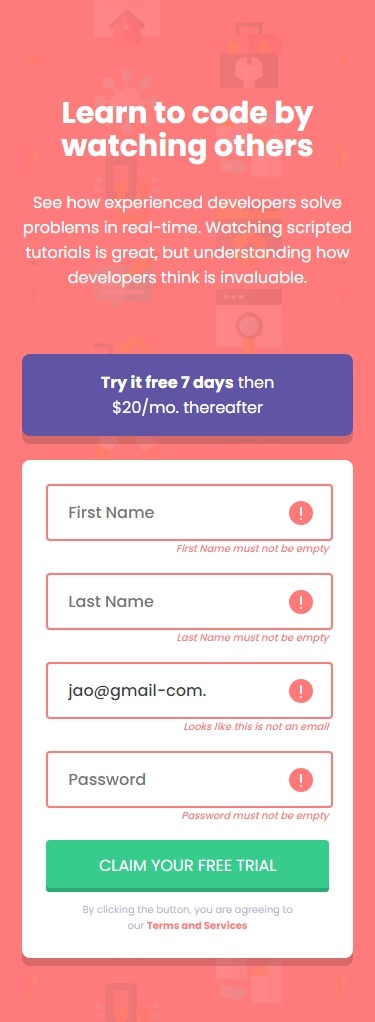 Learn to code by
watching others
See how experienced developers solve
problems in real-time. Watching scripted
tutorials is great, but understanding how
developers think is invaluable.
Try it free 7 days then
$20/mo. thereafter
First Name
First Name must not be empty
Last Name
Last Name must not be empty
jao@gmail-com.
Looks like this is not an email
Password
Password must not be empty
CLAIM YOUR FREE TRIAL
By clicking the button, you are agreeing to
our Terms and Services